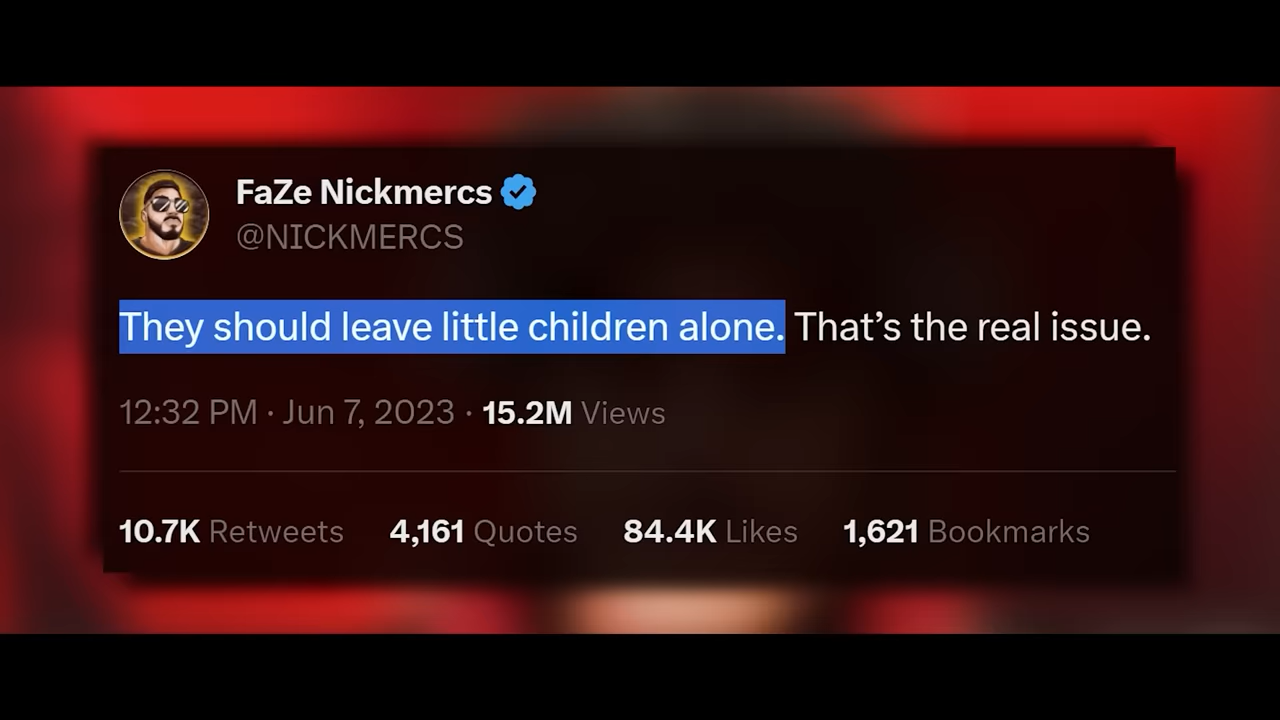 FaZe Nickmercs
@NICKMERCS
They should leave little children alone. That’s the real issue.
12:32 PM · Jun 7, 2023 · 15.2M Views
10.7K Retweets 4,161 Quotes 84.4K Likes 1,621 Bookmarks